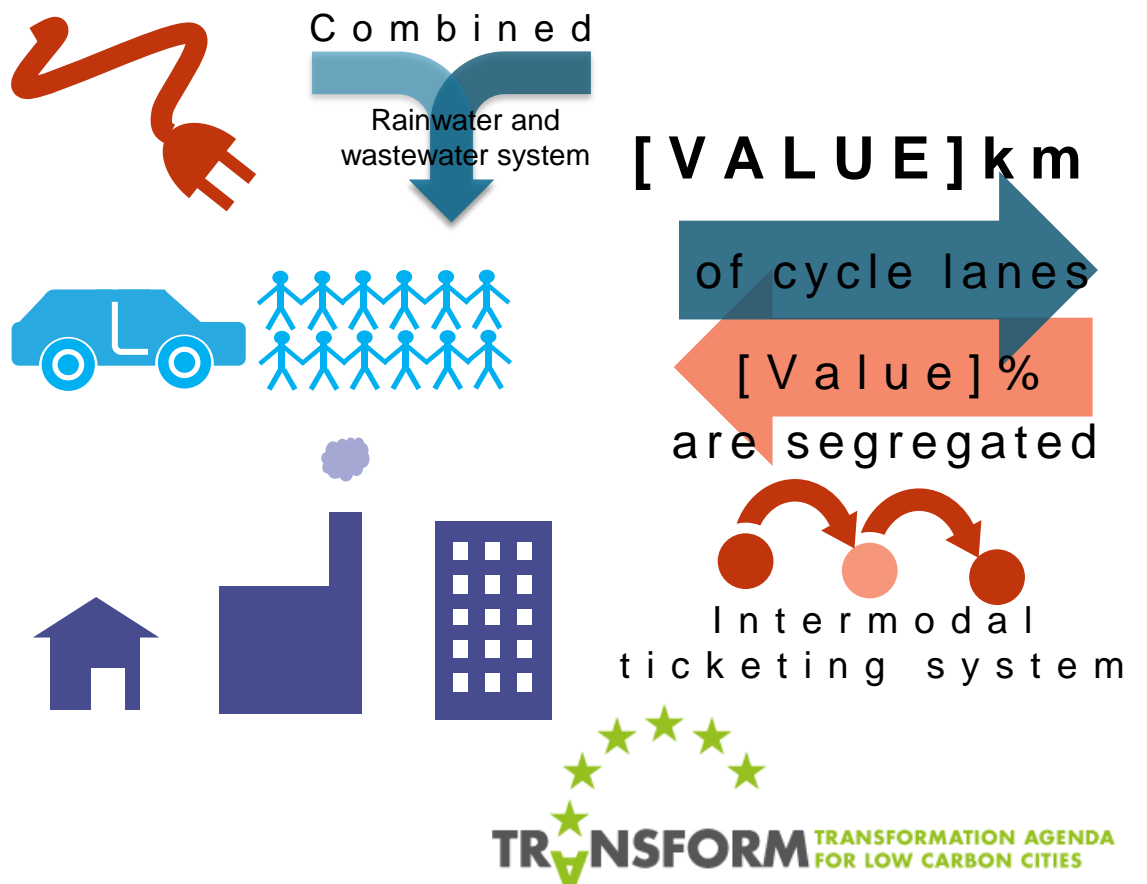 Combined
Rainwater and
wastewater system
[VALUE]km
of cycle lanes
[Value]%
are segregated
Intermodal
ticketing system
TRANSFORM
TRANSFORMATION AGENDA
FOR LOW CARBON CITIES